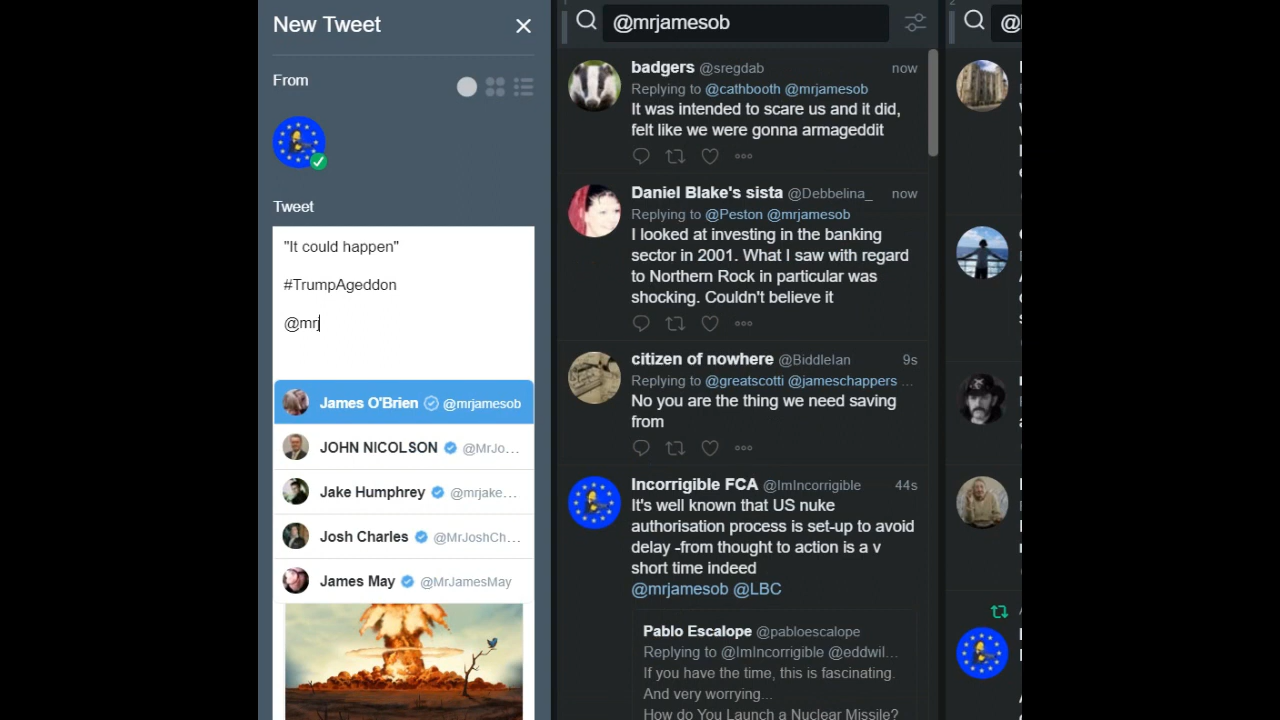 New Tweet
From
Tweet
"It could happen"
#TrumpAgeddon
@mrj
James O'Brien @mrjamesob
JOHN NICOLSON @MrJo...
Jake Humphrey @mrjake...
Josh Charles @MrJoshCh...
James May @MrJamesMay
@mrjamesob
badgers @sregdab now
Replying to @cathbooth @mrjamesob
It was intended to scare us and it did,
felt like we were gonna armageddit
Daniel Blake's sista @Debbelina_ now
Replying to @Peston @mrjamesob
I looked at investing in the banking
sector in 2001. What I saw with regard
to Northern Rock in particular was
shocking. Couldn't believe it
citizen of nowhere @BiddleIan 9s
Replying to @greatscotti @jameschappers ...
No you are the thing we need saving
from
Incorrigible FCA @ImIncorrigible 44s
It's well known that US nuke
authorisation process is set-up to avoid
delay -from thought to action is a v
short time indeed
@mrjamesob @LBC
Pablo Escalope @pabloescalope
Replying to @ImIncorrigible @eddwil...
If you have the time, this is fascinating.
And very worrying...
How do You Launch a Nuclear Missile?
2
@